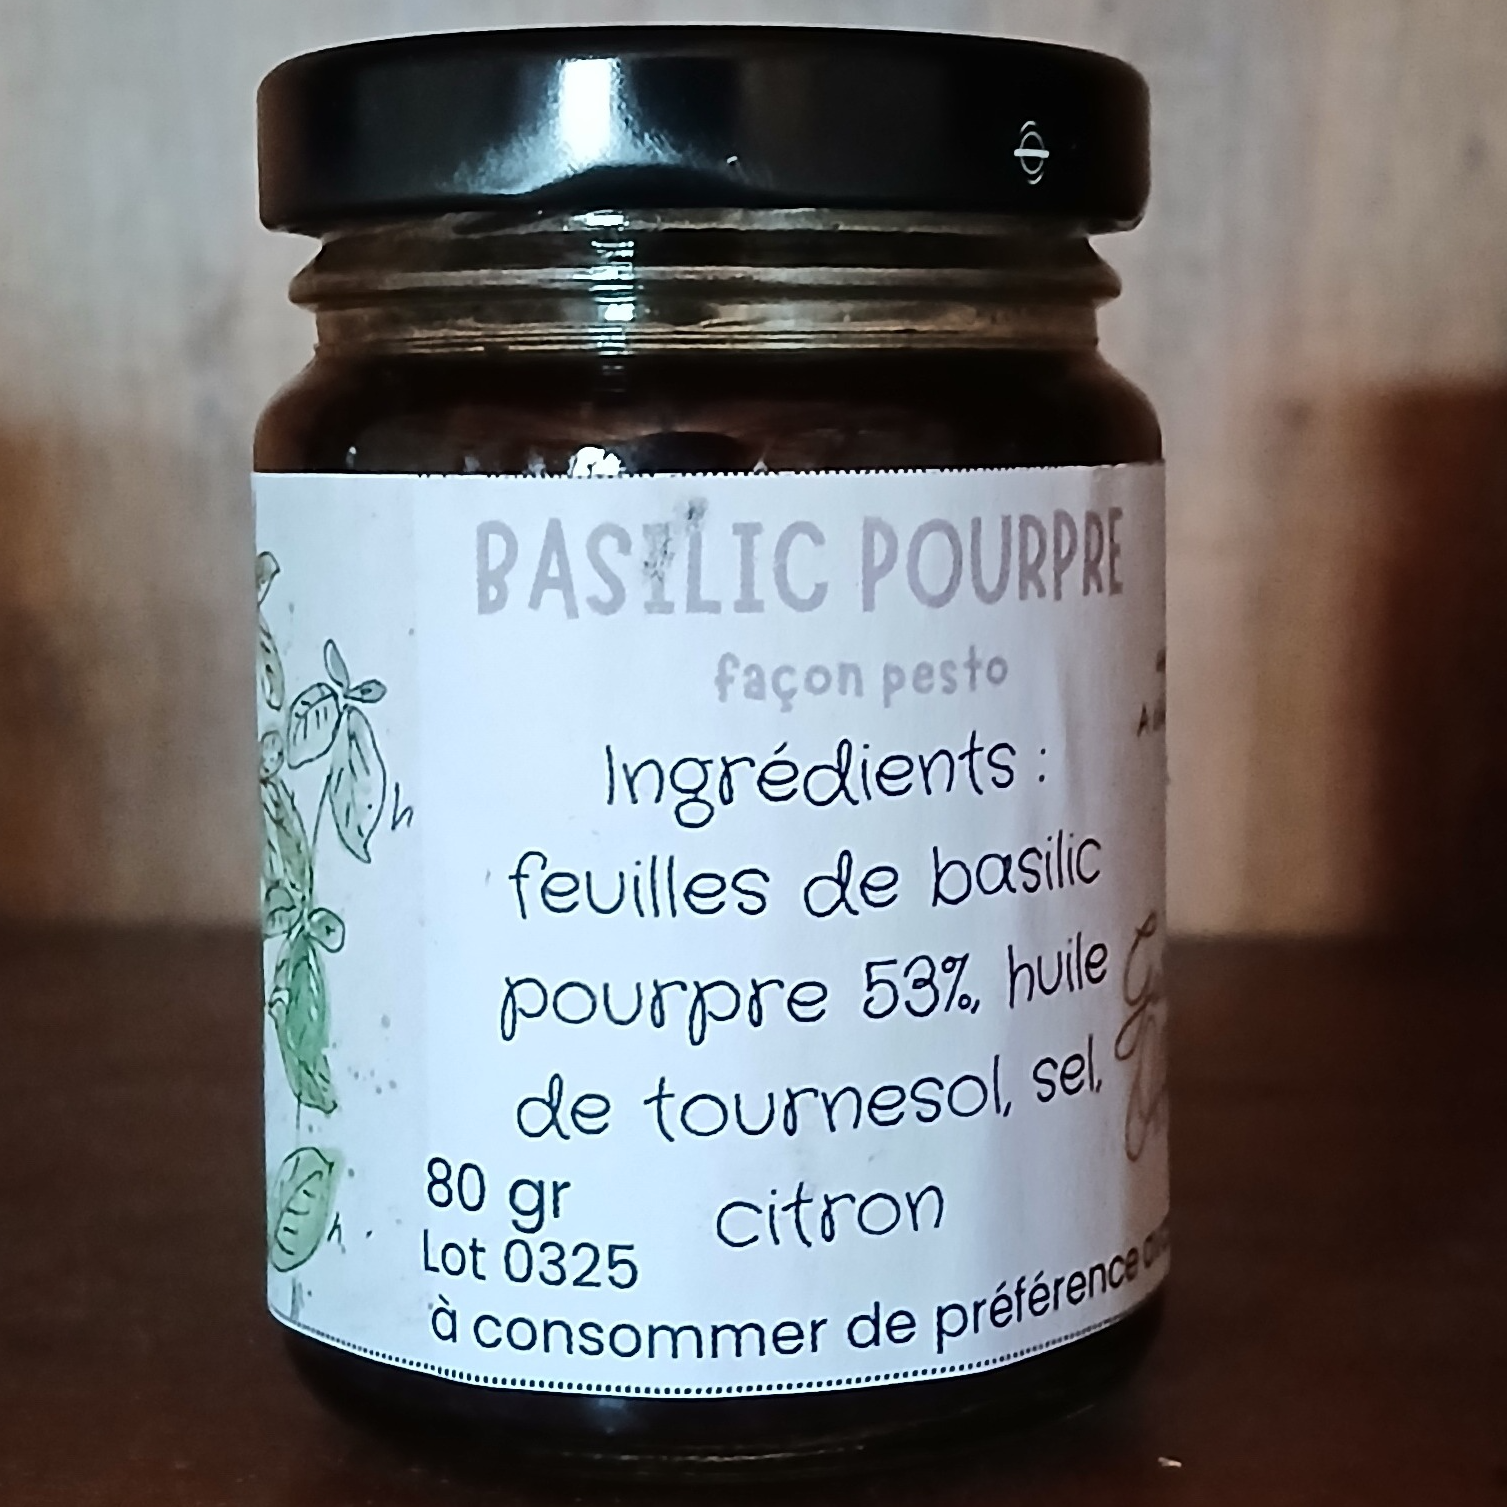 BASILIC POURPRE
façon pesto
Ingrédients :
feuilles de basilic
pourpre 53%, huile
de tournesol, sel,
citron
80 gr
Lot 0325
à consommer de préférence